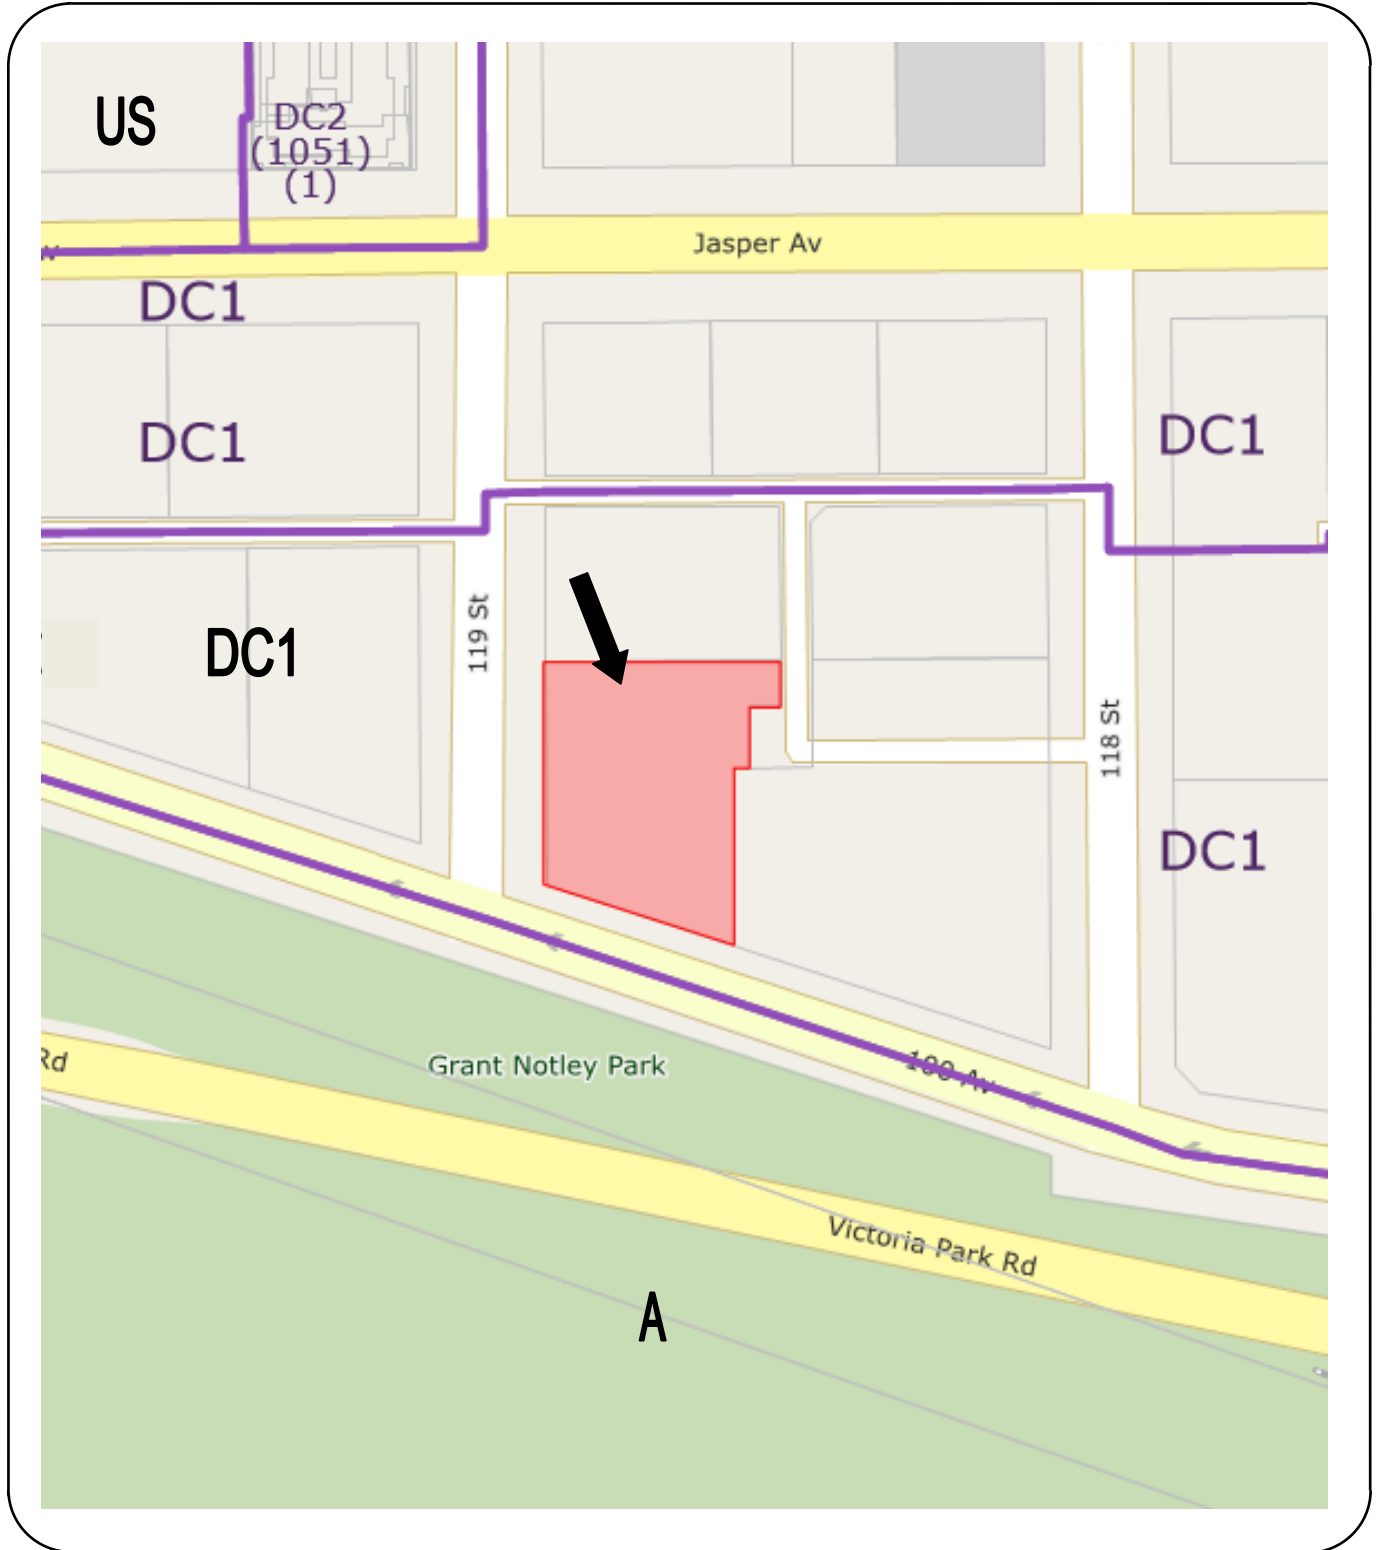 US
DC2
(1051)
(1)
Jasper Av
DC1
DC1
DC1
119 St
DC1
118 St
DC1
100 Av
Rd
Grant Notley Park
Victoria Park Rd
A